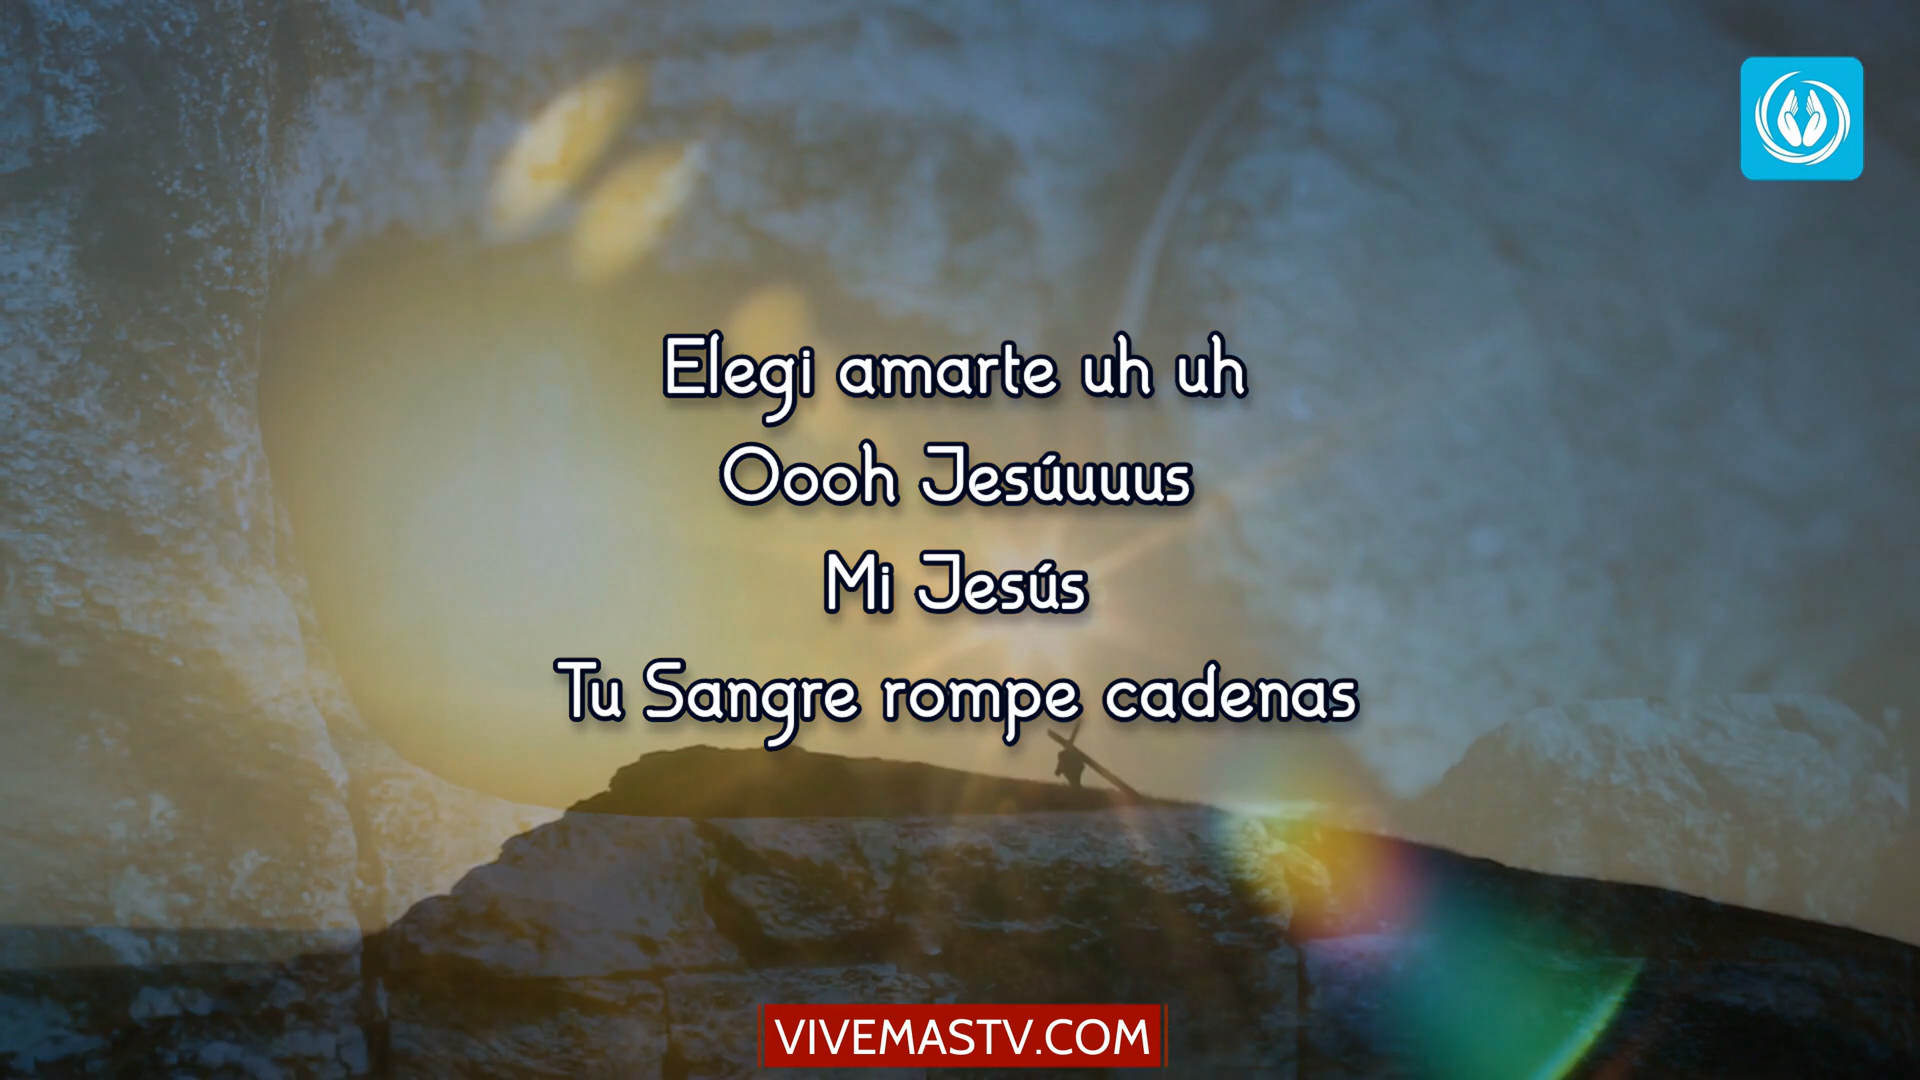 Elegi amarte uh uh
Oooh Jesúuuus
Mi Jesús
Tu Sangre rompe cadenas
VIVEMASTV.COM